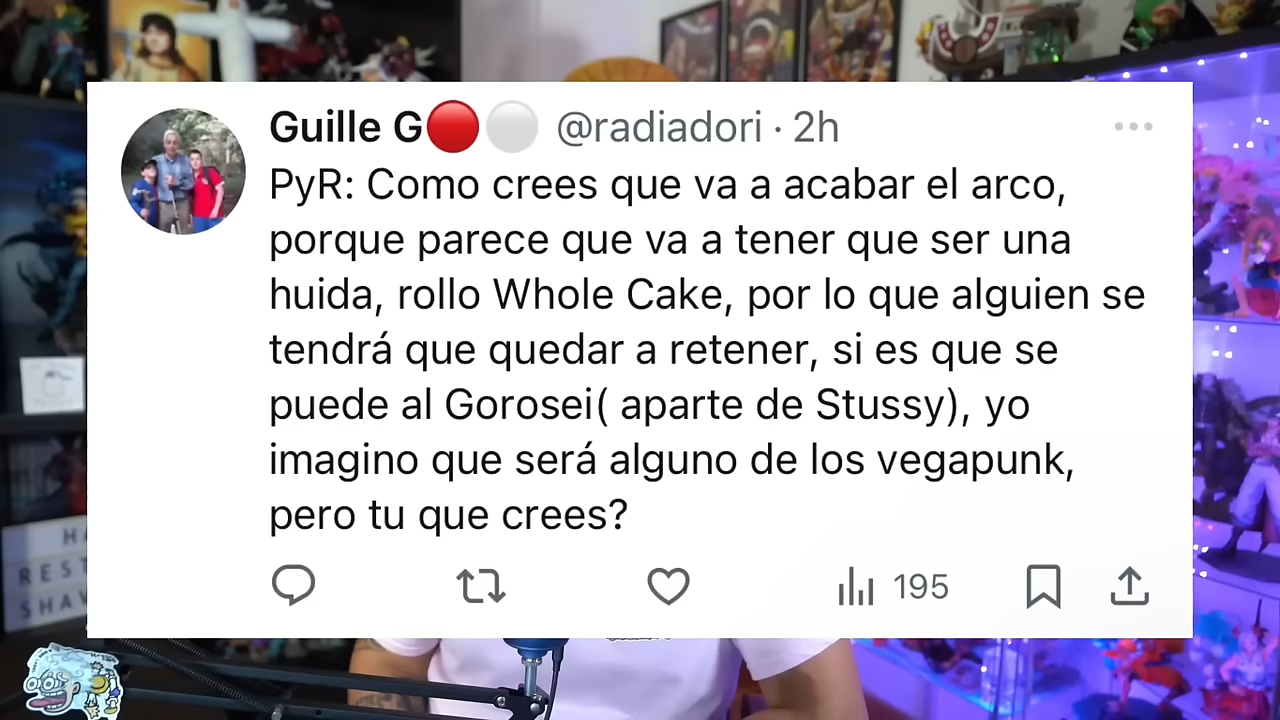 Guille G🔴⚪ @radiadori · 2h
PyR: Como crees que va a acabar el arco,
porque parece que va a tener que ser una
huida, rollo Whole Cake, por lo que alguien se
tendrá que quedar a retener, si es que se
puede al Gorosei( aparte de Stussy), yo
imagino que será alguno de los vegapunk,
pero tu que crees?
195
REST
SHA